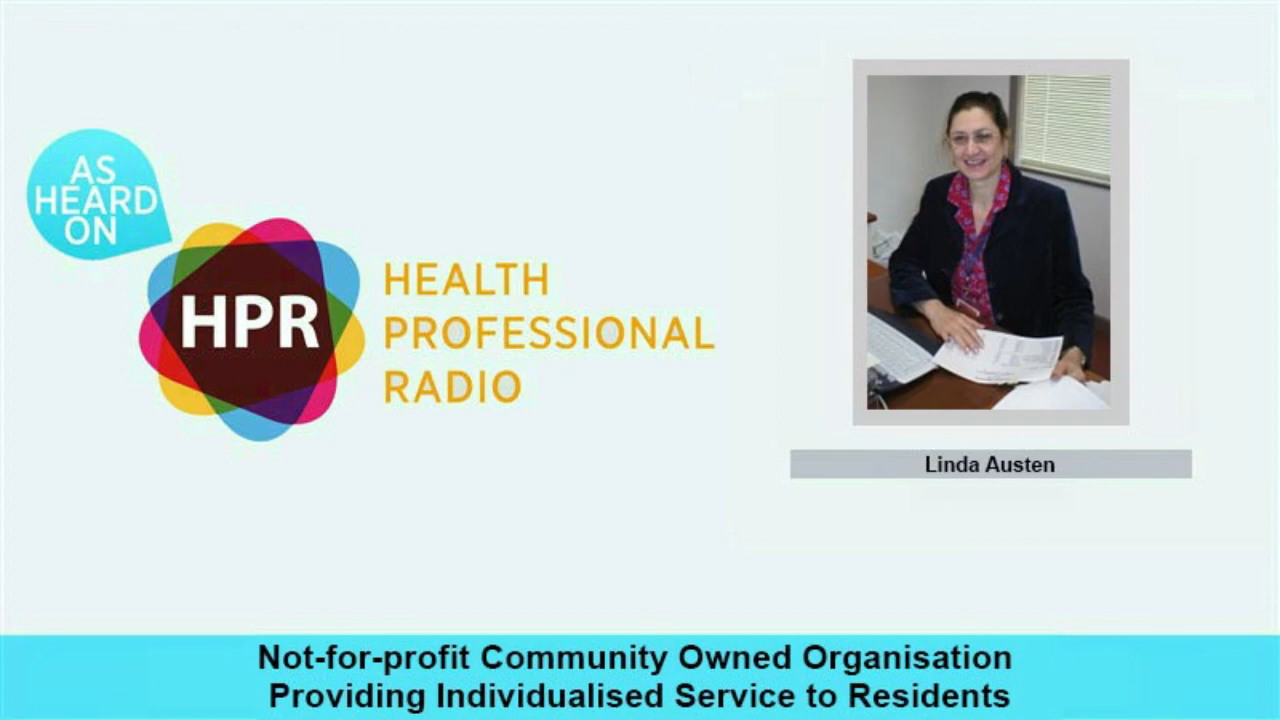 AS
HEARD
ON
HPR
HEALTH
PROFESSIONAL
RADIO
Linda Austen
Not-for-profit Community Owned Organisation
Providing Individualised Service to Residents